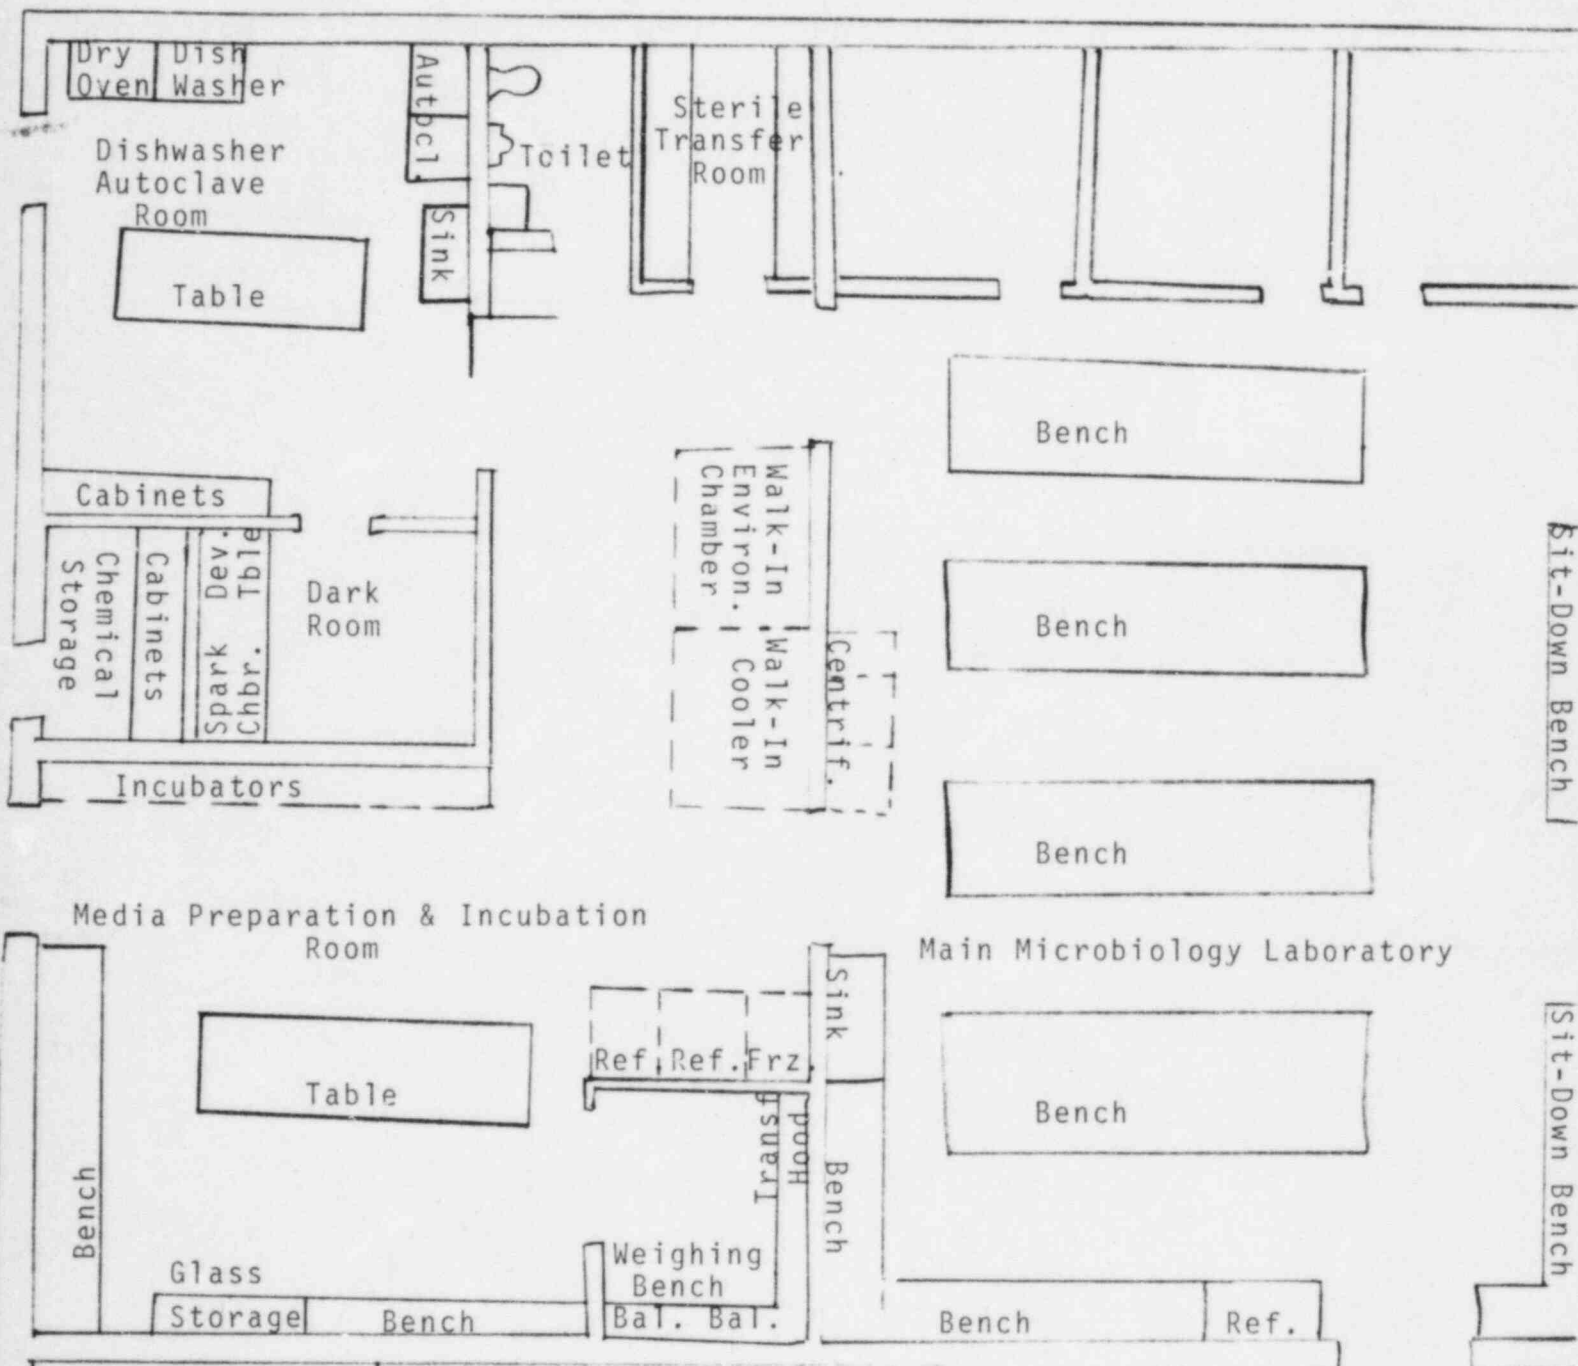 Dry
Oven
Dish
Washer
Autocl.
Dishwasher
Autoclave
Room
Sink
Table
Toilet
Sterile
Transfer
Room
Bench
Cabinets
Chemical
Storage
Cabinets
Spark Dev.
Chbr. Tble
Dark
Room
Walk-In
Environ.
Chamber
Walk-In
Cooler
Centrif.
Bench
Sit-Down Bench
Incubators
Bench
Media Preparation & Incubation
Room
Main Microbiology Laboratory
Sink
Ref.
Ref.
Frz.
Table
Transf
Hood
Bench
Bench
Bench
Sit-Down Bench
Weighing
Bench
Bal. Bal.
Glass
Storage
Bench
Bench
Ref.